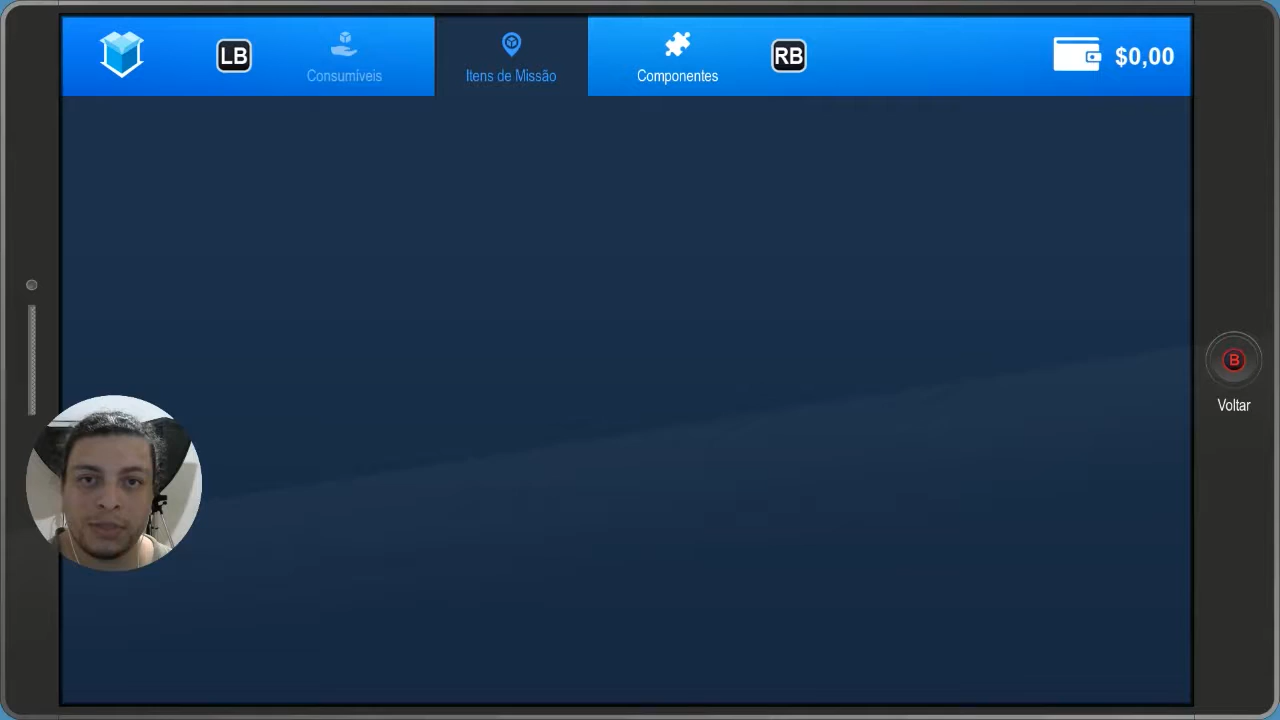 LB
Consumíveis
Itens de Missão
Componentes
RB
$0,00
B
Voltar